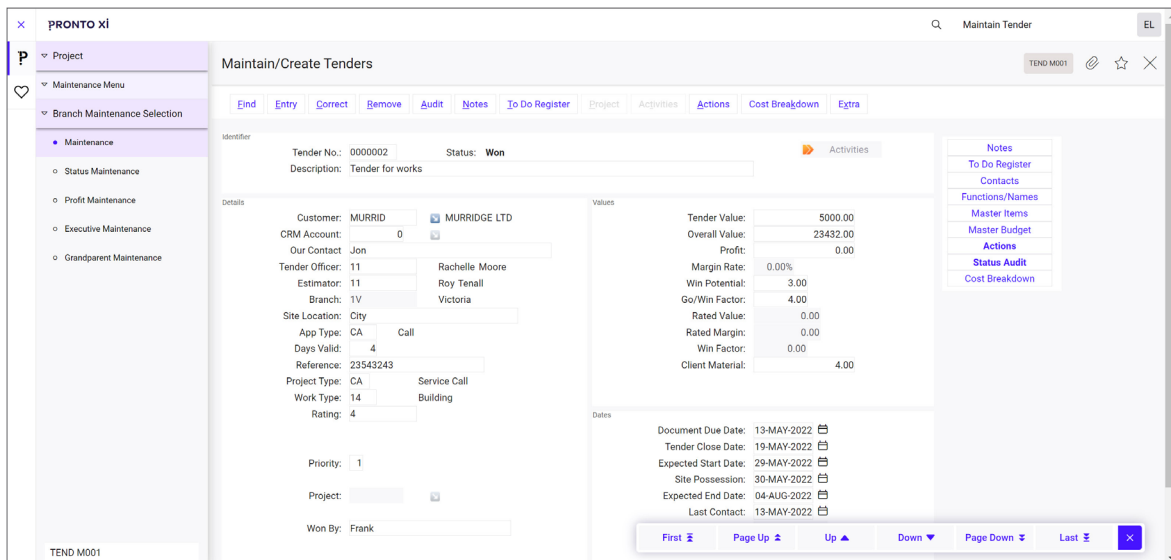 PRONTO Xi
Maintain Tender
EL
Project
Maintenance Menu
Branch Maintenance Selection
Maintenance
Status Maintenance
Profit Maintenance
Executive Maintenance
Grandparent Maintenance
TEND M001
Maintain/Create Tenders
TEND M001
Find Entry Correct Remove Audit Notes To Do Register Project Activities Actions Cost Breakdown Extra
Identifier
Tender No.: 0000002 Status: Won
Activities
Description: Tender for works
Details
Customer: MURRID MURRIDGE LTD
CRM Account: 0
Our Contact Jon
Tender Officer: 11 Rachelle Moore
Estimator: 11 Roy Tenall
Branch: 1V Victoria
Site Location: City
App Type: CA Call
Days Valid: 4
Reference: 23543243
Project Type: CA Service Call
Work Type: 14 Building
Rating: 4
Priority: 1
Project:
Won By: Frank
Values
Tender Value: 5000.00
Overall Value: 23432.00
Profit: 0.00
Margin Rate: 0.00%
Win Potential: 3.00
Go/Win Factor: 4.00
Rated Value: 0.00
Rated Margin: 0.00
Win Factor: 0.00
Client Material: 4.00
Dates
Document Due Date: 13-MAY-2022
Tender Close Date: 19-MAY-2022
Expected Start Date: 29-MAY-2022
Site Possession: 30-MAY-2022
Expected End Date: 04-AUG-2022
Last Contact: 13-MAY-2022
Notes
To Do Register
Contacts
Functions/Names
Master Items
Master Budget
Actions
Status Audit
Cost Breakdown
First Page Up Up Down Page Down Last